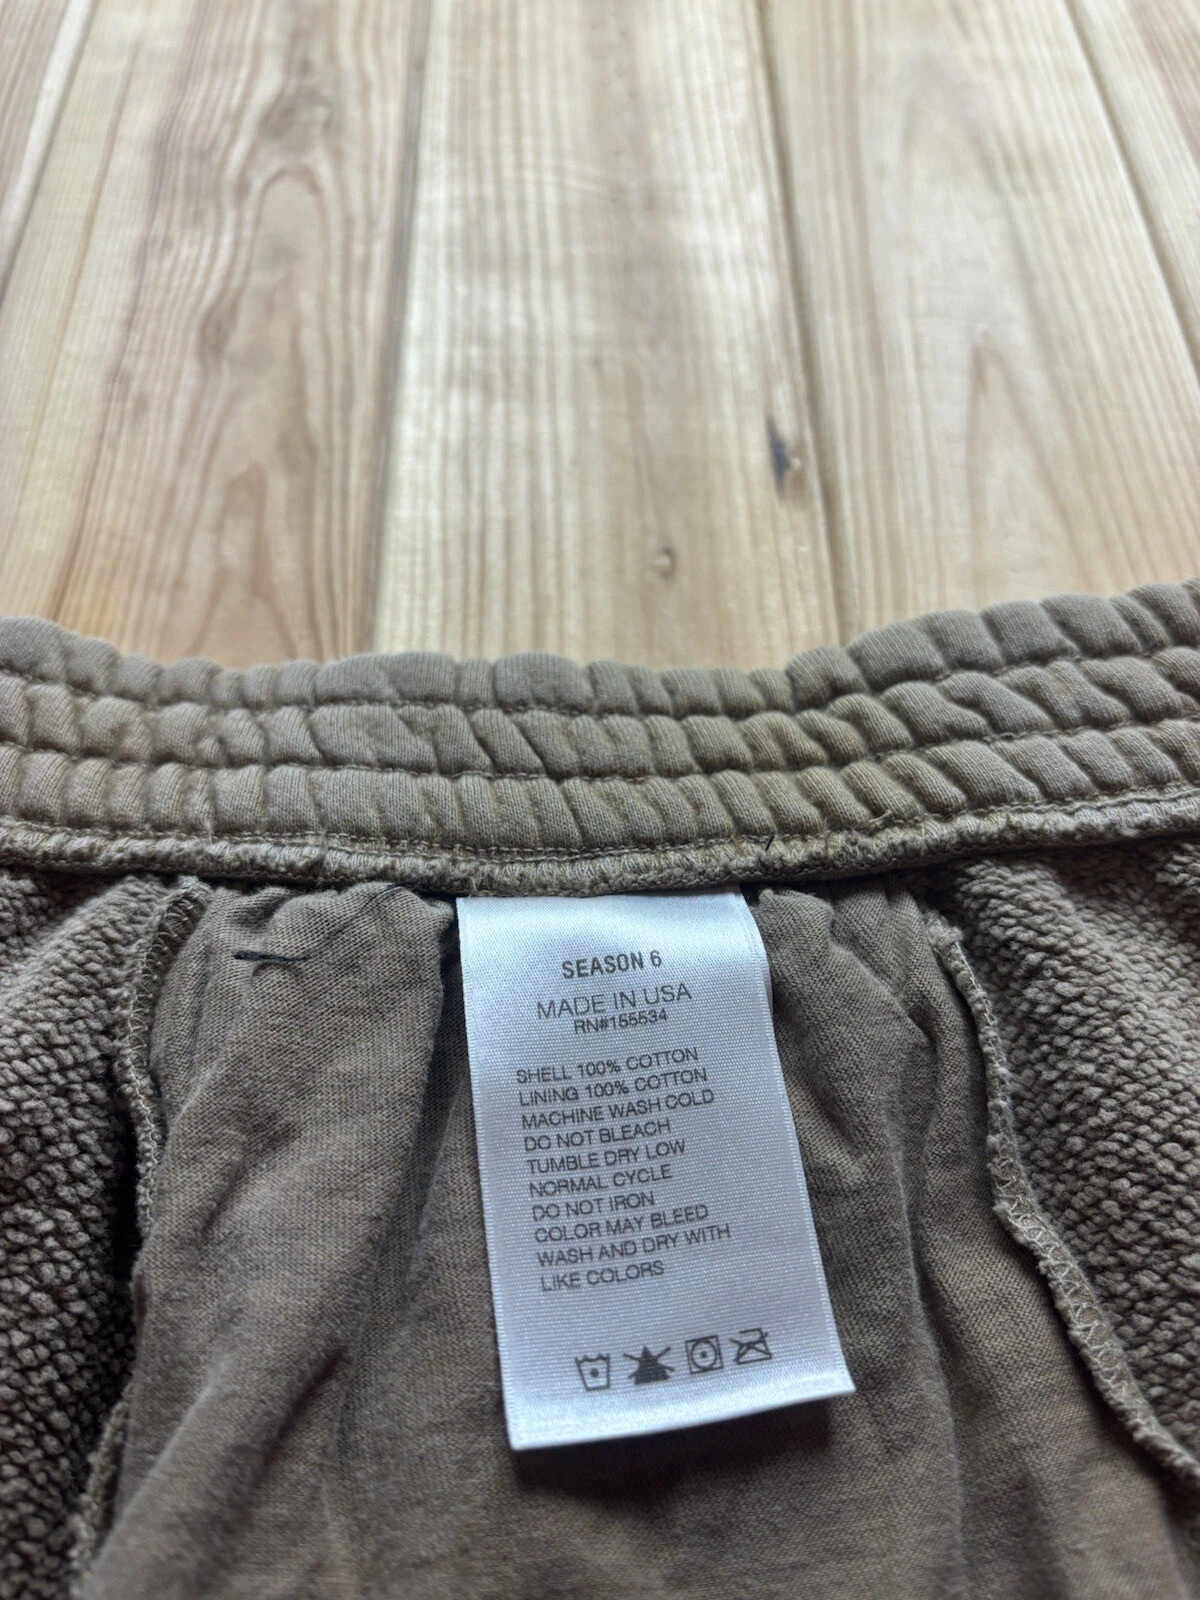 SEASON 6
MADE IN USA
RN#155534
SHELL 100% COTTON
LINING 100% COTTON
MACHINE WASH COLD
DO NOT BLEACH
TUMBLE DRY LOW
NORMAL CYCLE
DO NOT IRON
COLOR MAY BLEED
WASH AND DRY WITH
LIKE COLORS